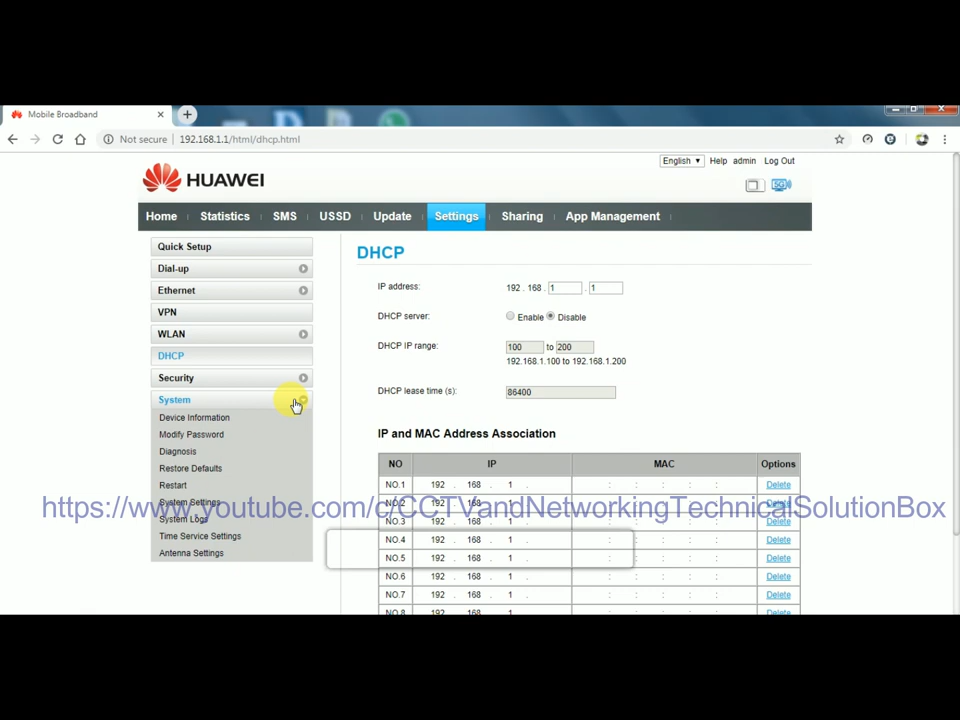 Mobile Broadband
Not secure | 192.168.1.1/html/dhcp.html
English Help admin Log Out
HUAWEI
5G
Home Statistics SMS USSD Update Settings Sharing App Management
Quick Setup
Dial-up
Ethernet
VPN
WLAN
DHCP
Security
System
Device Information
Modify Password
Diagnosis
Restore Defaults
Restart
System Settings
System Logs
Time Service Settings
Antenna Settings
DHCP
IP address: 192 . 168 . 1 . 1
DHCP server: Enable Disable
DHCP IP range: 100 to 200
192.168.1.100 to 192.168.1.200
DHCP lease time (s): 86400
IP and MAC Address Association
NO IP MAC Options
NO.1 192 . 168 . 1 . : : : : : Delete
NO.2 192 . 168 . 1 . : : : : : Delete
NO.3 192 . 168 . 1 . : : : : : Delete
NO.4 192 . 168 . 1 . : : : : : Delete
NO.5 192 . 168 . 1 . : : : : : Delete
NO.6 192 . 168 . 1 . : : : : : Delete
NO.7 192 . 168 . 1 . : : : : : Delete
NO.8 192 . 168 . 1 . : : : : : Delete
https://www.youtube.com/c/CCTVandNetworkingTechnicalSolutionBox